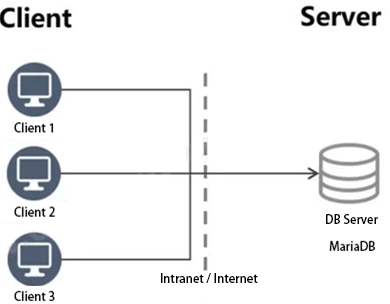 Client
Server
Client 1
Client 2
DB Server
MariaDB
Intranet / Internet
Client 3